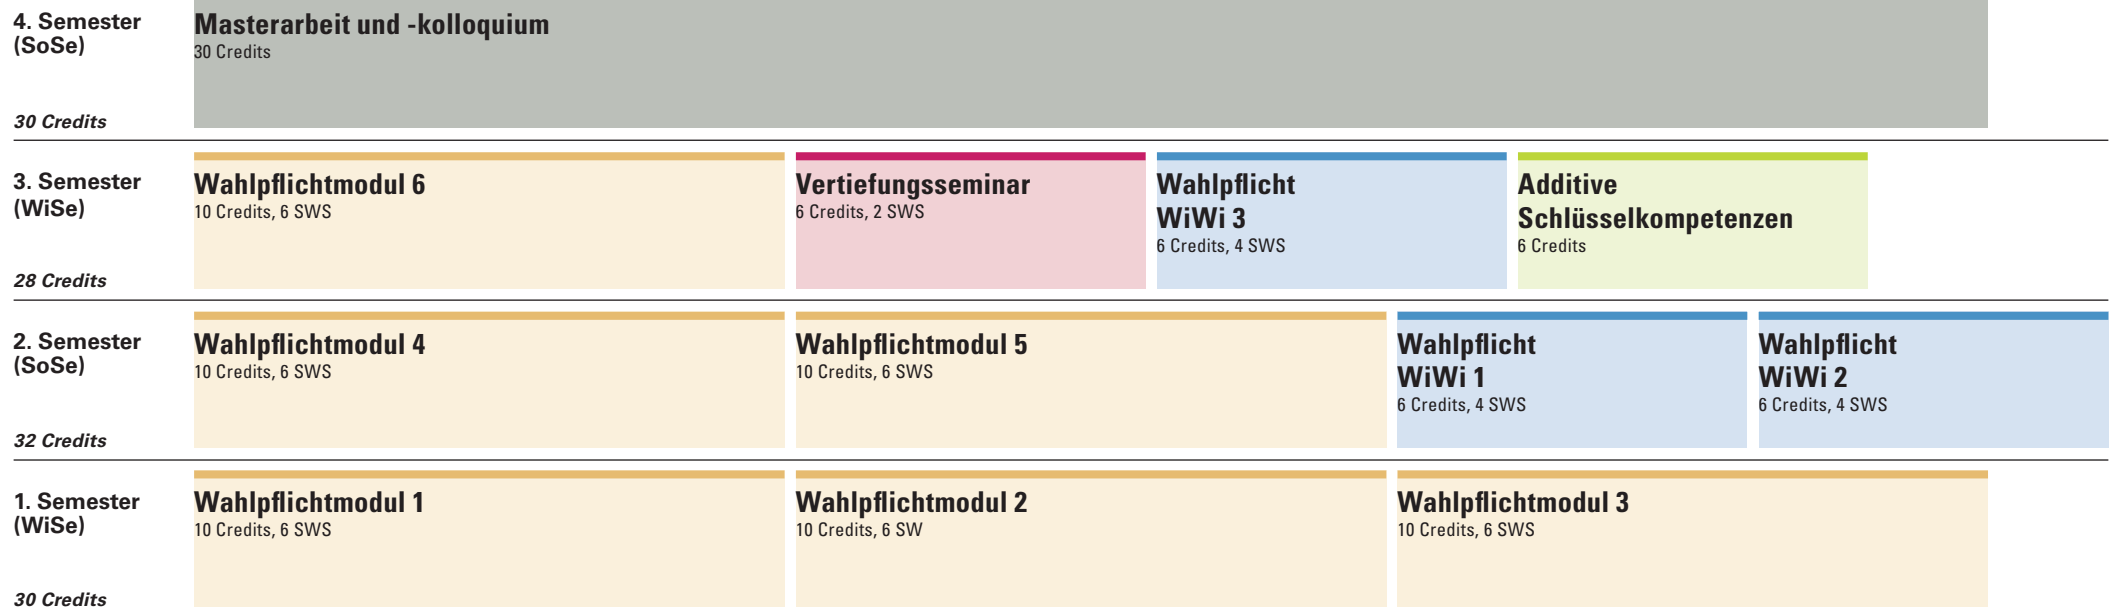 4. Semester
(SoSe)
30 Credits
Masterarbeit und -kolloquium
30 Credits
3. Semester
(WiSe)
28 Credits
Wahlpflichtmodul 6
10 Credits, 6 SWS
Vertiefungsseminar
6 Credits, 2 SWS
Wahlpflicht
WiWi 3
6 Credits, 4 SWS
Additive
Schlüsselkompetenzen
6 Credits
2. Semester
(SoSe)
32 Credits
Wahlpflichtmodul 4
10 Credits, 6 SWS
Wahlpflichtmodul 5
10 Credits, 6 SWS
Wahlpflicht
WiWi 1
6 Credits, 4 SWS
Wahlpflicht
WiWi 2
6 Credits, 4 SWS
1. Semester
(WiSe)
30 Credits
Wahlpflichtmodul 1
10 Credits, 6 SWS
Wahlpflichtmodul 2
10 Credits, 6 SW
Wahlpflichtmodul 3
10 Credits, 6 SWS